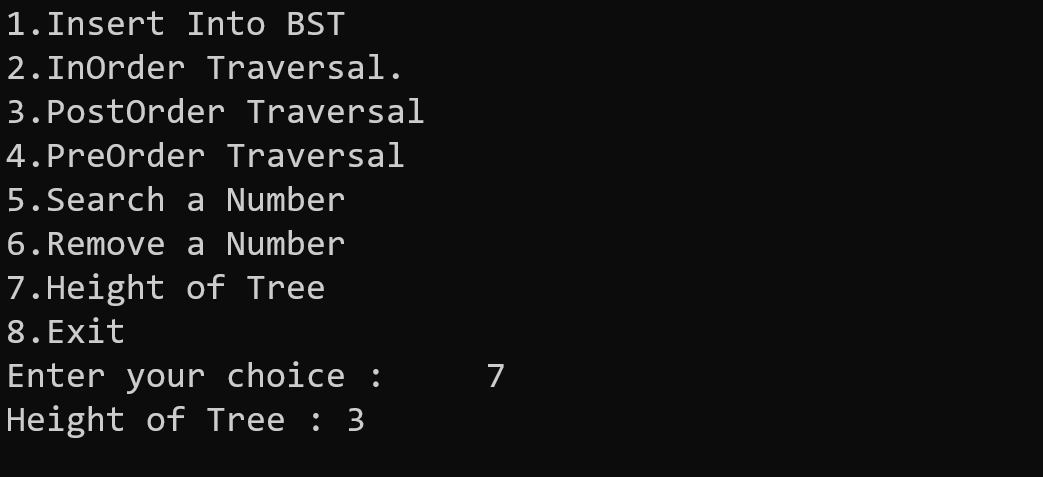 1.Insert Into BST
2.InOrder Traversal.
3.PostOrder Traversal
4.PreOrder Traversal
5.Search a Number
6.Remove a Number
7.Height of Tree
8.Exit
Enter your choice :     7
Height of Tree : 3